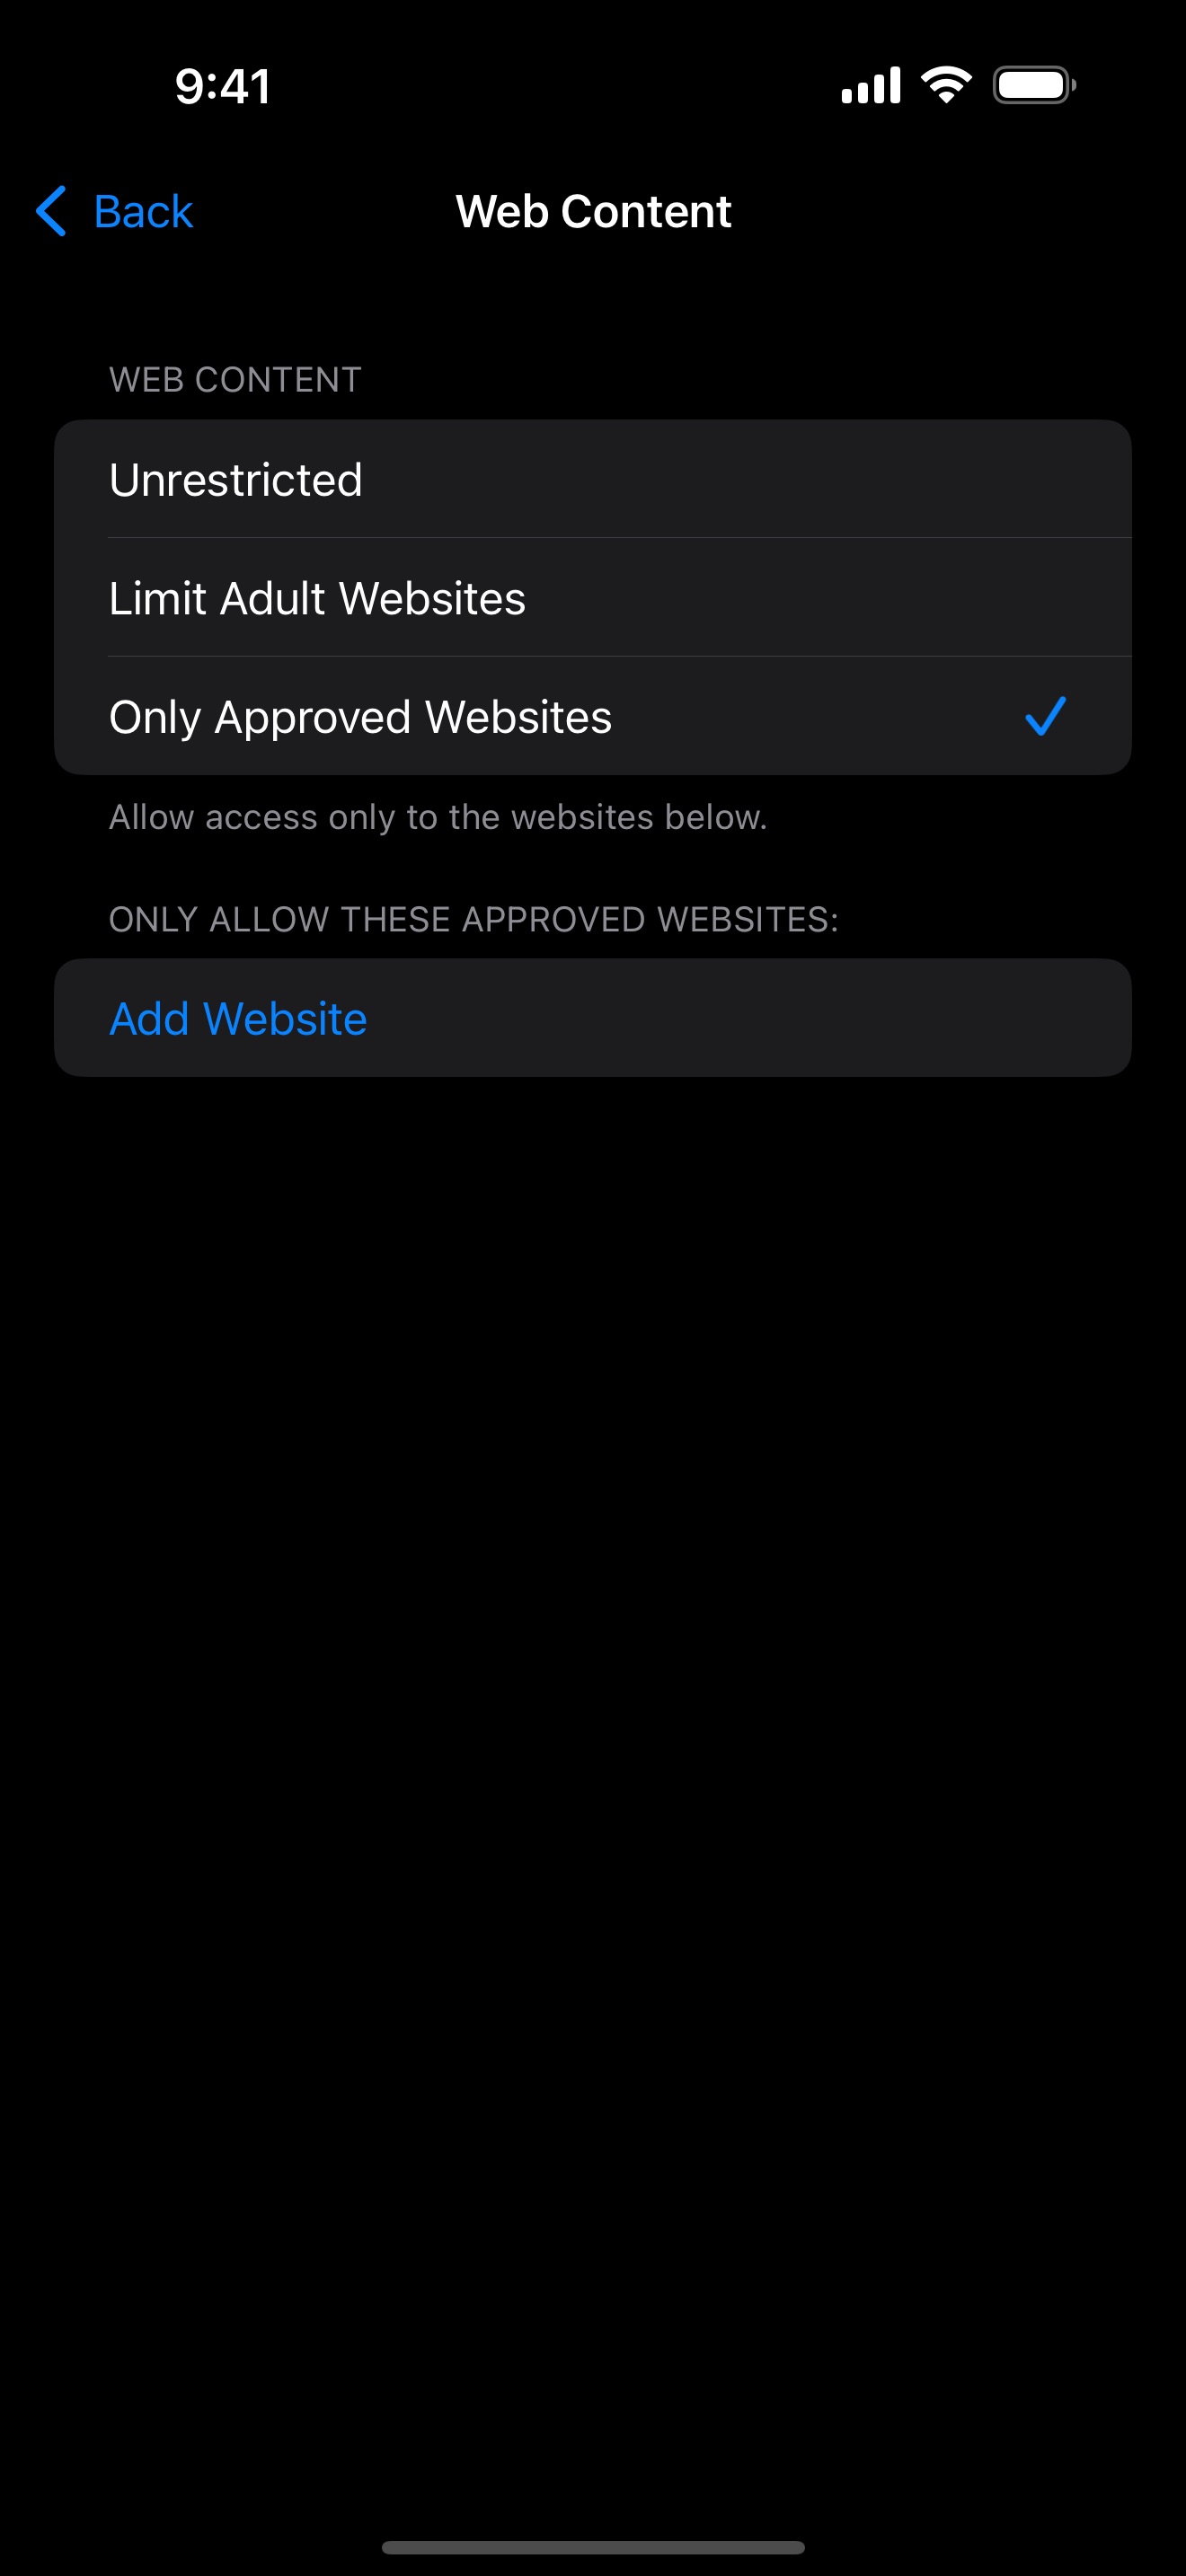 9:41
Back
Web Content
WEB CONTENT
Unrestricted
Limit Adult Websites
Only Approved Websites
Allow access only to the websites below.
ONLY ALLOW THESE APPROVED WEBSITES:
Add Website